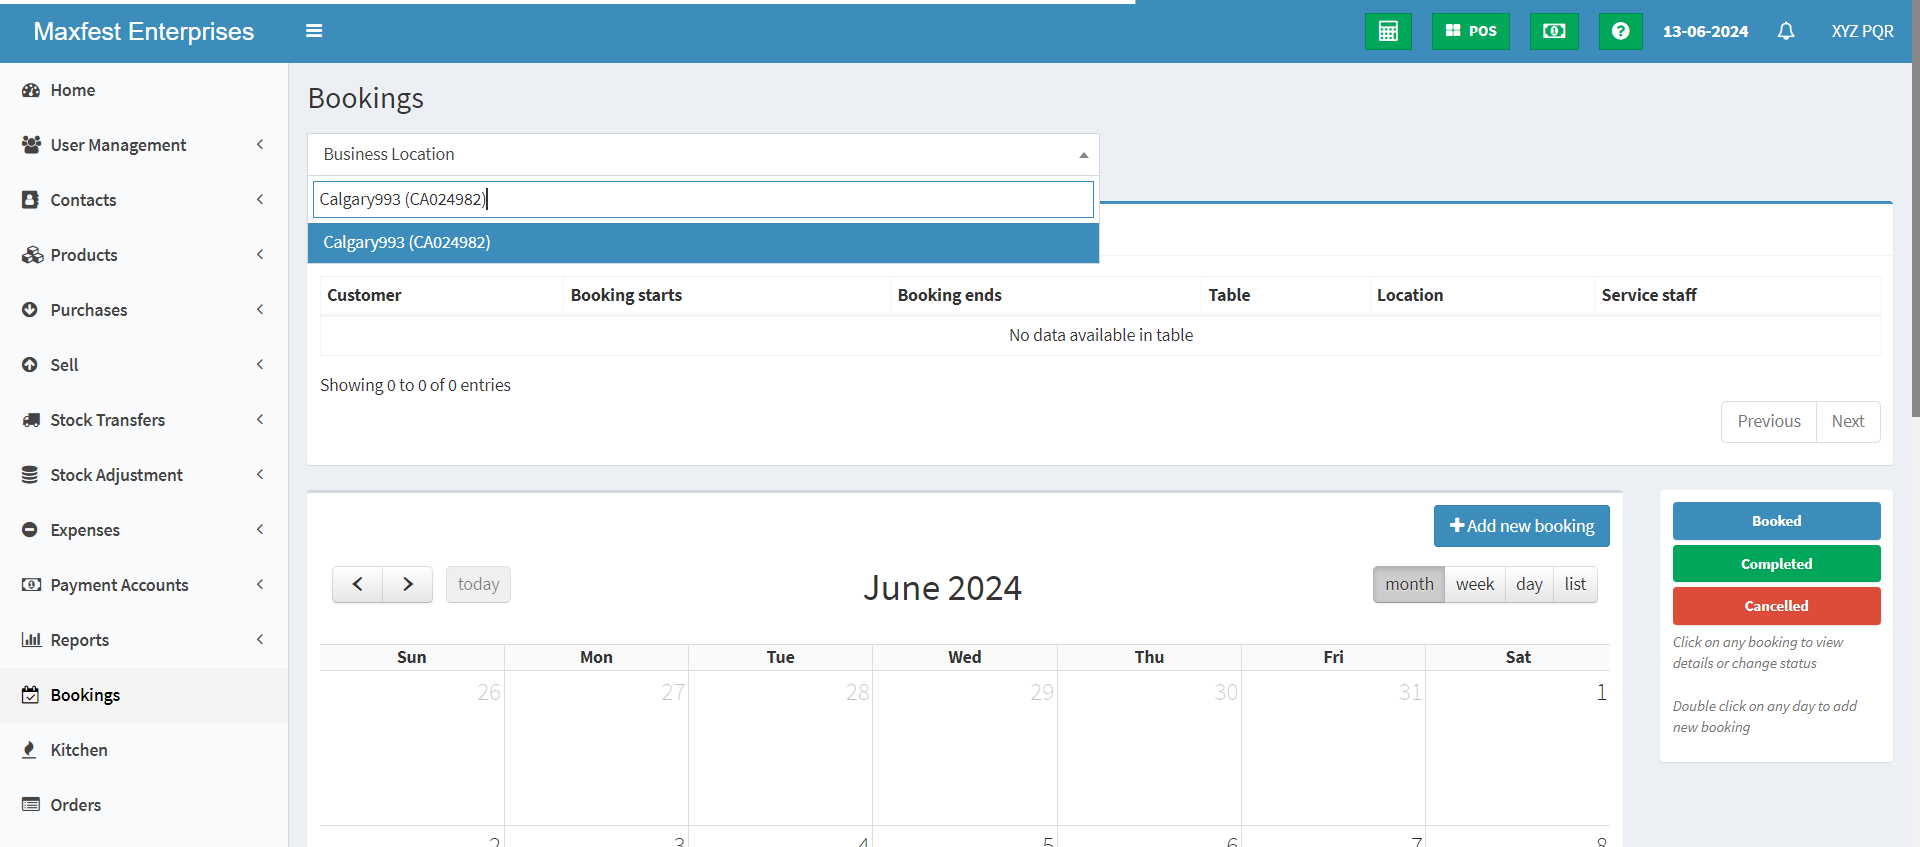 Maxfest Enterprises
POS
13-06-2024
XYZ PQR
Home
User Management
Contacts
Products
Purchases
Sell
Stock Transfers
Stock Adjustment
Expenses
Payment Accounts
Reports
Bookings
Kitchen
Orders
Bookings
Business Location
Calgary993 (CA024982)
Calgary993 (CA024982)
Customer Booking starts Booking ends Table Location Service staff
No data available in table
Showing 0 to 0 of 0 entries
Previous Next
Add new booking
today
June 2024
month week day list
Sun Mon Tue Wed Thu Fri Sat
26 27 28 29 30 31 1
2 3 4 5 6 7 8
Booked
Completed
Cancelled
Click on any booking to view
details or change status
Double click on any day to add
new booking